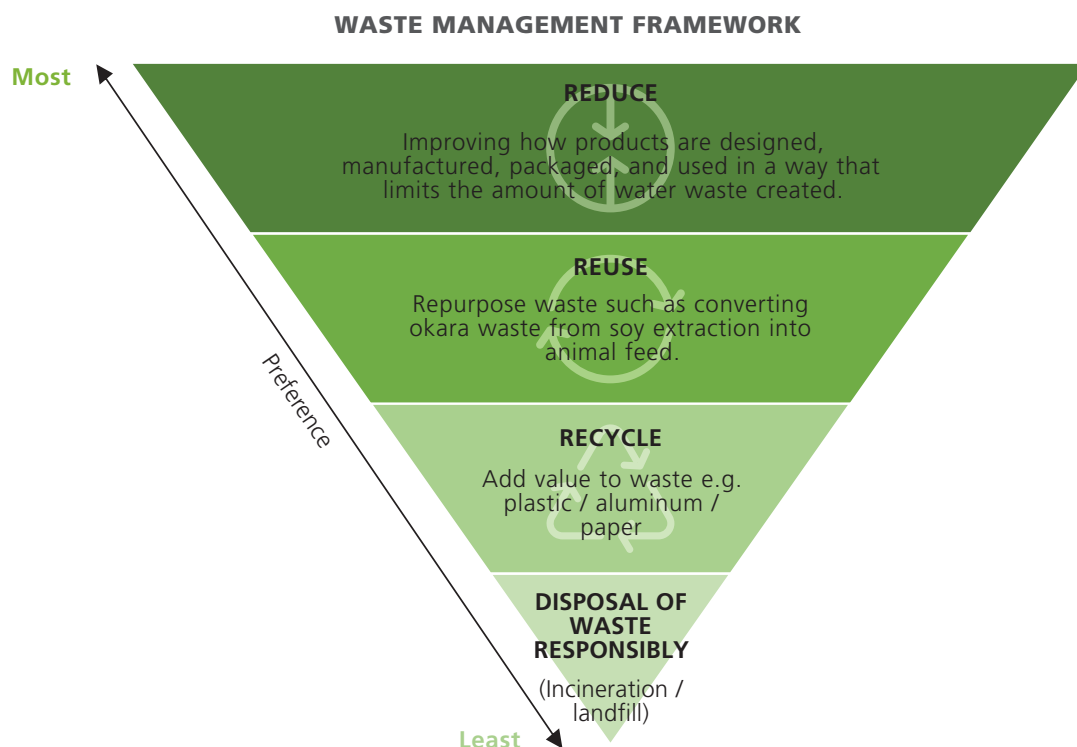 WASTE MANAGEMENT FRAMEWORK
Most
REDUCE
Improving how products are designed,
manufactured, packaged, and used in a way that
limits the amount of water waste created.
REUSE
Repurpose waste such as converting
okara waste from soy extraction into
animal feed.
Preference
RECYCLE
Add value to waste e.g.
plastic / aluminum /
paper
DISPOSAL OF
WASTE
RESPONSIBLY
(Incineration /
landfill)
Least